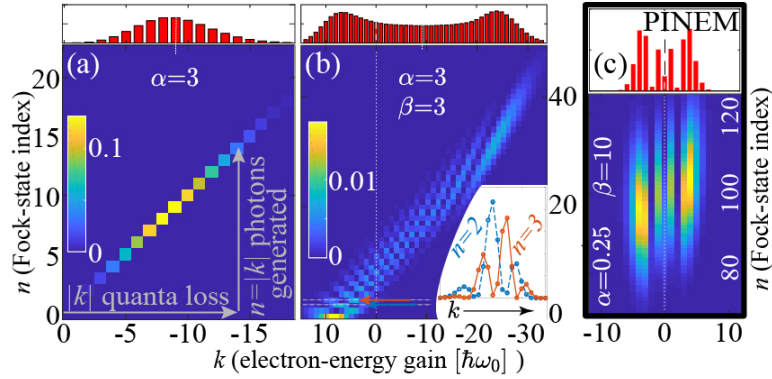 (a)
α=3
n (Fock-state index)
20
15
10
5
0
0.1
0
|k| quanta loss
n=|k| photons
generated
0
-5
-10
-15
(b)
α=3
β=3
0.01
0
n=2
n=3
k
40
20
0
10
0
-10
-20
-30
k (electron-energy gain [ħω₀] )
PINEM
(c)
α=0.25
β=10
120
100
80
n (Fock-state index)
-10
0
10